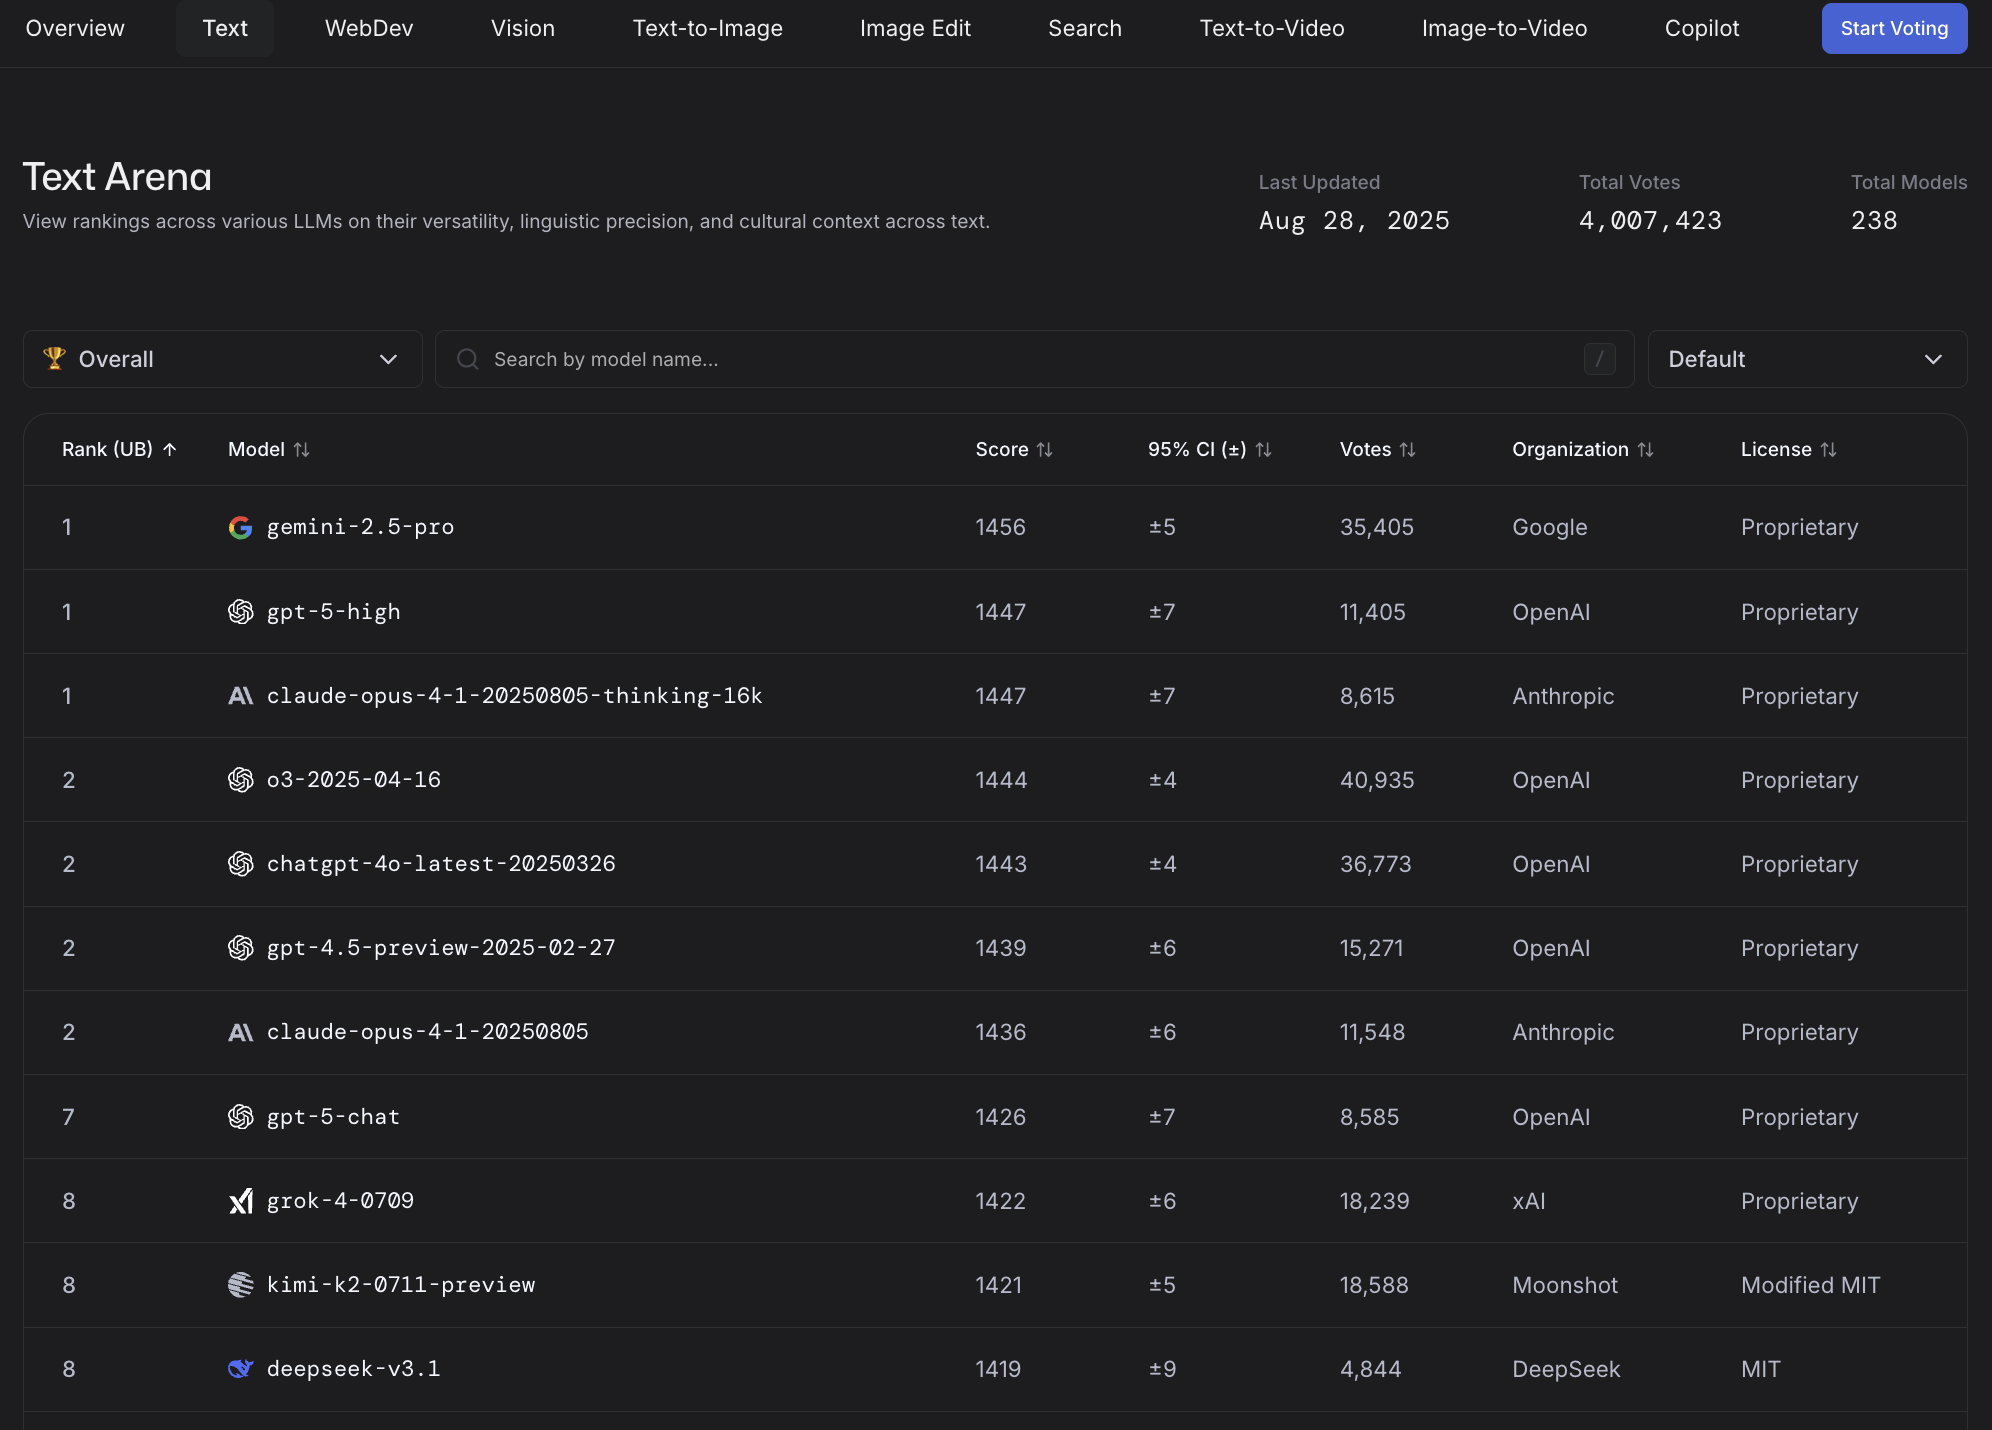 Overview Text WebDev Vision Text-to-Image Image Edit Search Text-to-Video Image-to-Video Copilot Start Voting
Text Arena
View rankings across various LLMs on their versatility, linguistic precision, and cultural context across text.
Last Updated Total Votes Total Models
Aug 28, 2025 4,007,423 238
🏆 Overall Search by model name... / Default
Rank (UB) ↑ Model ↑↓ Score ↑↓ 95% CI (±) ↑↓ Votes ↑↓ Organization ↑↓ License ↑↓
1 gemini-2.5-pro 1456 ±5 35,405 Google Proprietary
1 gpt-5-high 1447 ±7 11,405 OpenAI Proprietary
1 claude-opus-4-1-20250805-thinking-16k 1447 ±7 8,615 Anthropic Proprietary
2 o3-2025-04-16 1444 ±4 40,935 OpenAI Proprietary
2 chatgpt-4o-latest-20250326 1443 ±4 36,773 OpenAI Proprietary
2 gpt-4.5-preview-2025-02-27 1439 ±6 15,271 OpenAI Proprietary
2 claude-opus-4-1-20250805 1436 ±6 11,548 Anthropic Proprietary
7 gpt-5-chat 1426 ±7 8,585 OpenAI Proprietary
8 grok-4-0709 1422 ±6 18,239 xAI Proprietary
8 kimi-k2-0711-preview 1421 ±5 18,588 Moonshot Modified MIT
8 deepseek-v3.1 1419 ±9 4,844 DeepSeek MIT